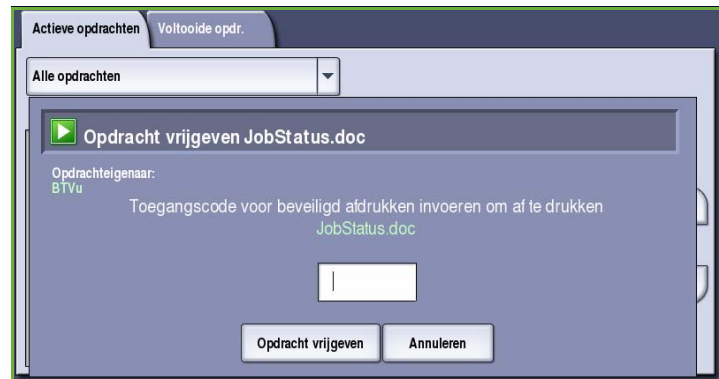 Actieve opdrachten
Voltooide opdr.
Alle opdrachten
Opdracht vrijgeven JobStatus.doc
Opdrachteigenaar:
BTVu
Toegangscode voor beveiligd afdrukken invoeren om af te drukken
JobStatus.doc
Opdracht vrijgeven
Annuleren